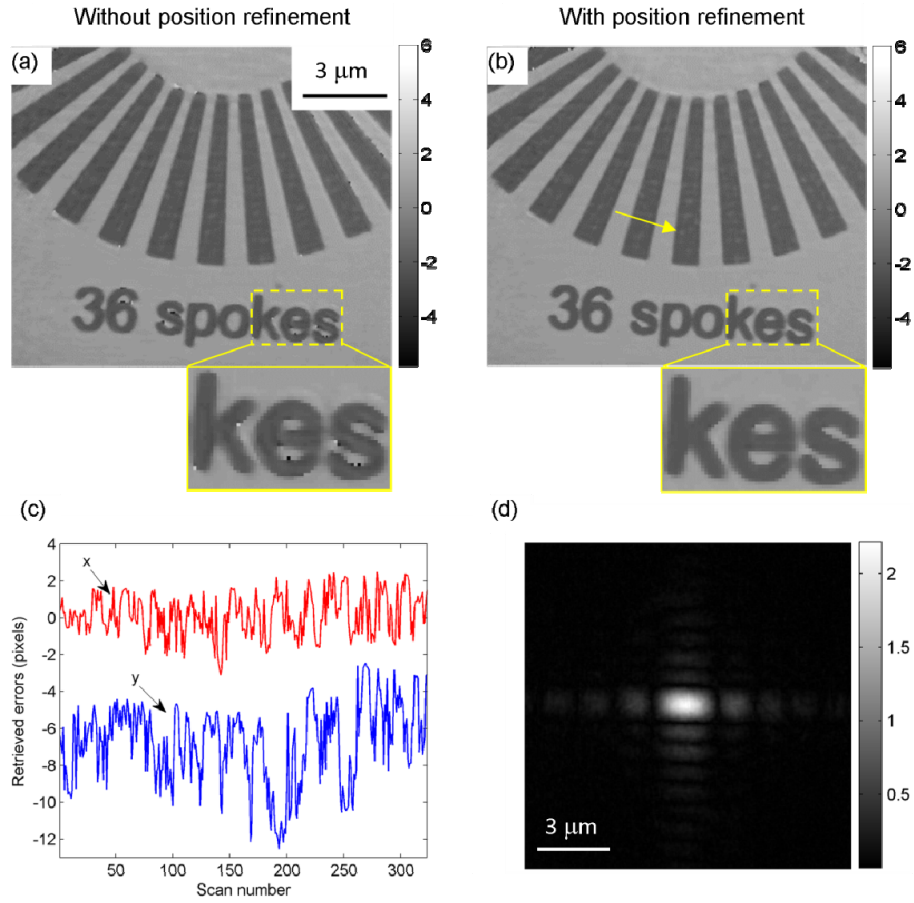 Without position refinement
With position refinement
(a)
3 μm
6
4
2
0
-2
-4
36 spokes
kes
(b)
6
4
2
0
-2
-4
36 spokes
kes
(c)
4
2
0
-2
-4
-6
-8
-10
-12
Retrieved errors (pixels)
x
y
50
100
150
200
250
300
Scan number
(d)
3 μm
2
1.5
1
0.5